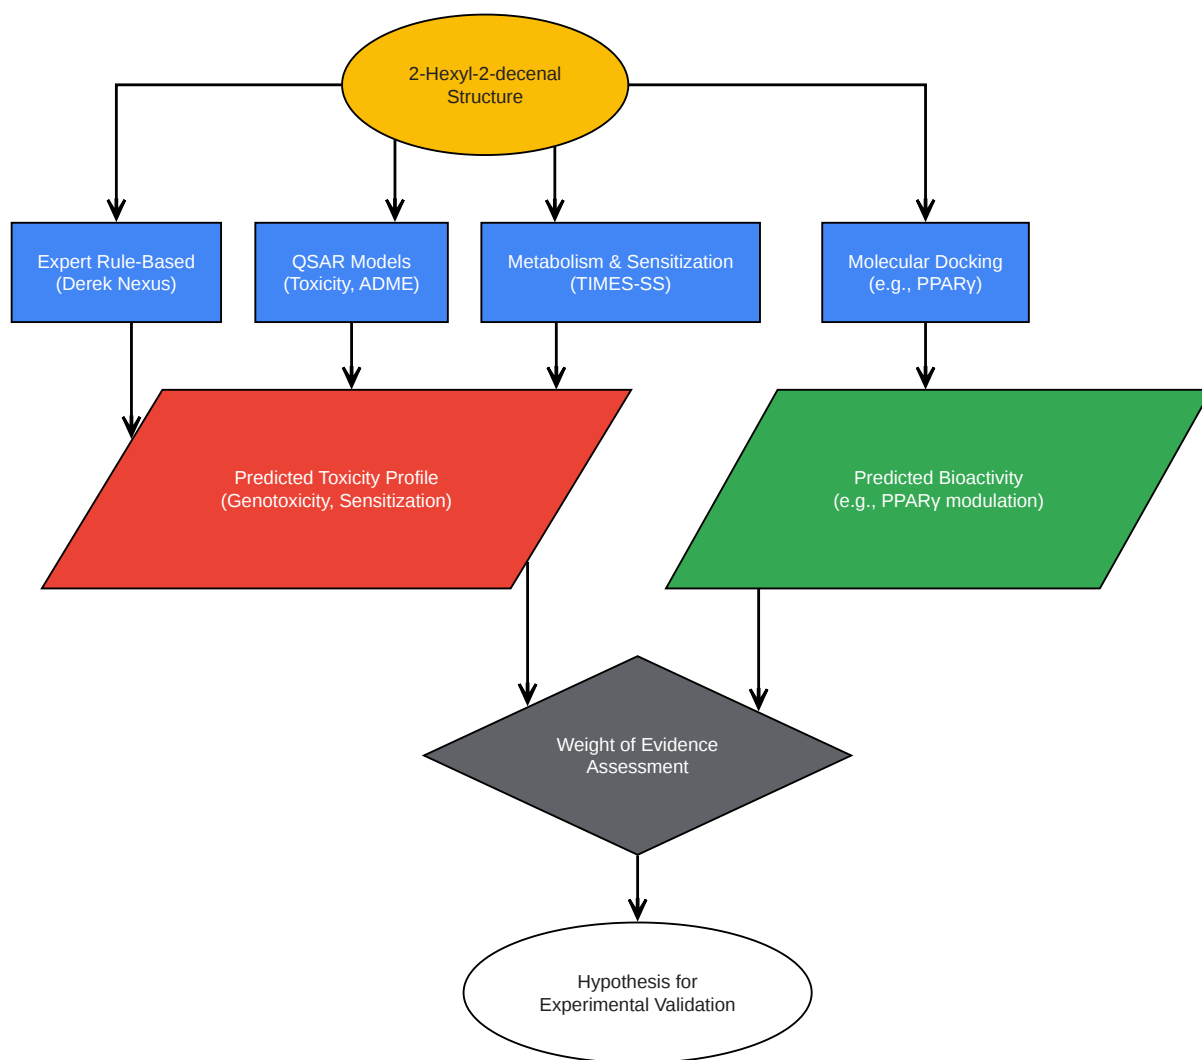 2-Hexyl-2-decenal
Structure
Expert Rule-Based
(Derek Nexus)
QSAR Models
(Toxicity, ADME)
Metabolism & Sensitization
(TIMES-SS)
Molecular Docking
(e.g., PPARγ)
Predicted Toxicity Profile
(Genotoxicity, Sensitization)
Predicted Bioactivity
(e.g., PPARγ modulation)
Weight of Evidence
Assessment
Hypothesis for
Experimental Validation